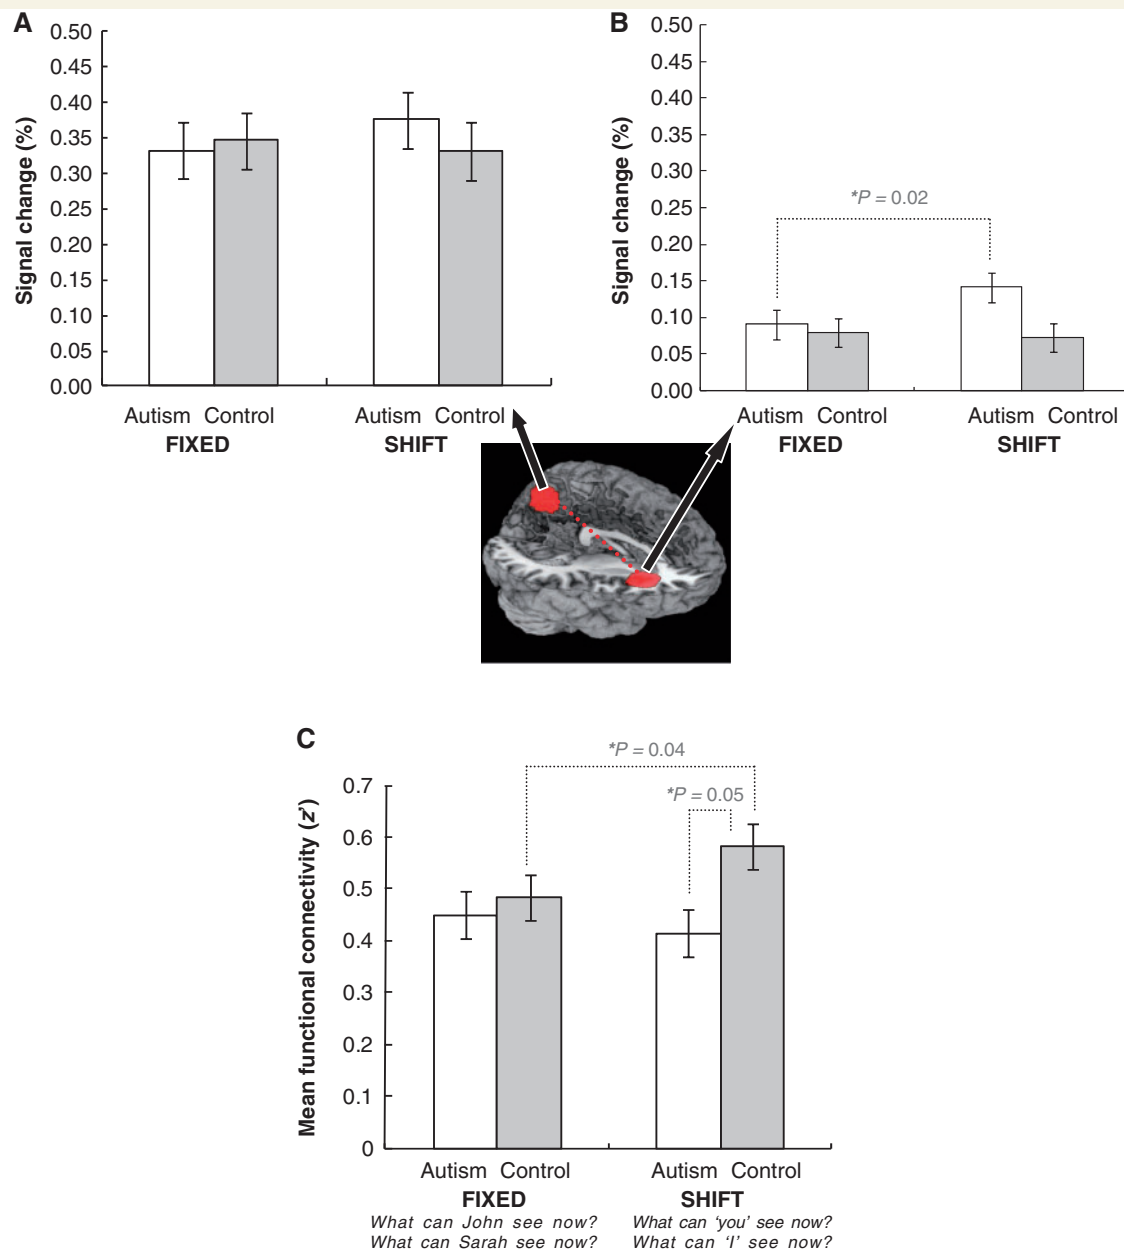 A
0.50
0.45
0.40
0.35
0.30
0.25
0.20
0.15
0.10
0.05
0.00
Signal change (%)
Autism Control
FIXED
Autism Control
SHIFT
B
0.50
0.45
0.40
0.35
0.30
0.25
0.20
0.15
0.10
0.05
0.00
Signal change (%)
*P = 0.02
Autism Control
FIXED
Autism Control
SHIFT
C
*P = 0.04
*P = 0.05
0.7
0.6
0.5
0.4
0.3
0.2
0.1
0
Mean functional connectivity (z’)
Autism Control
FIXED
What can John see now?
What can Sarah see now?
Autism Control
SHIFT
What can ‘you’ see now?
What can ‘I’ see now?